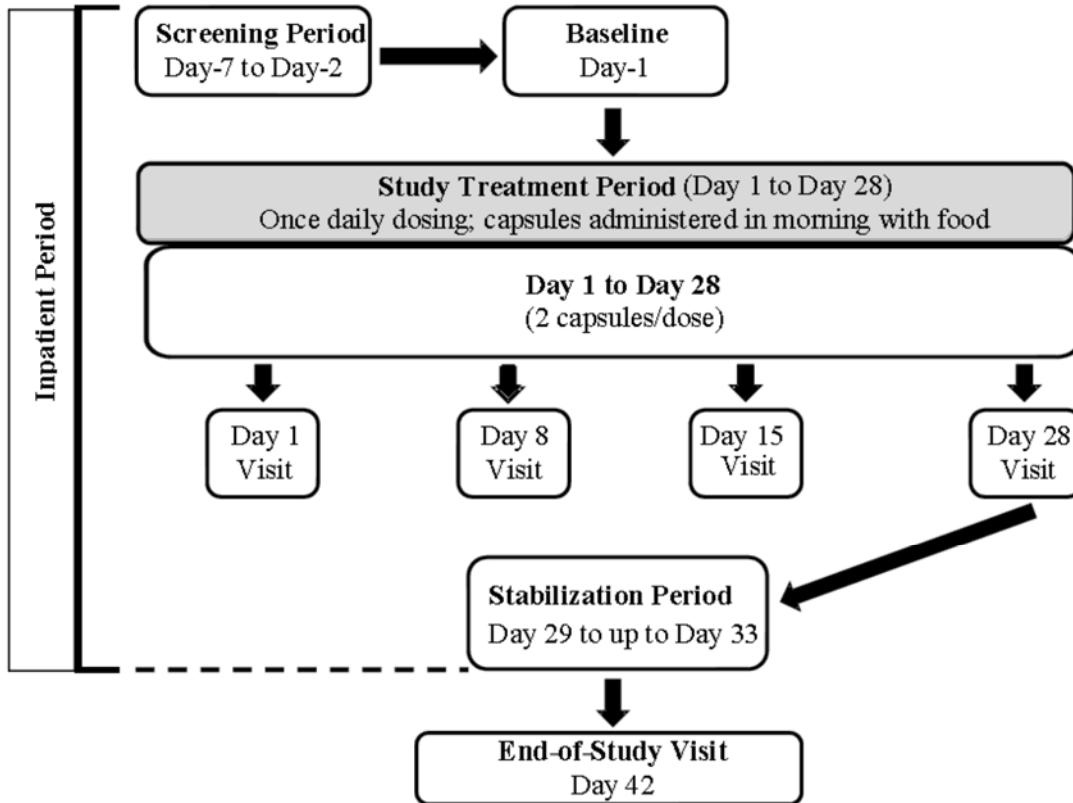 Inpatient Period
Screening Period
Day-7 to Day-2
Baseline
Day-1
Study Treatment Period (Day 1 to Day 28)
Once daily dosing; capsules administered in morning with food
Day 1 to Day 28
(2 capsules/dose)
Day 1
Visit
Day 8
Visit
Day 15
Visit
Day 28
Visit
Stabilization Period
Day 29 to up to Day 33
End-of-Study Visit
Day 42